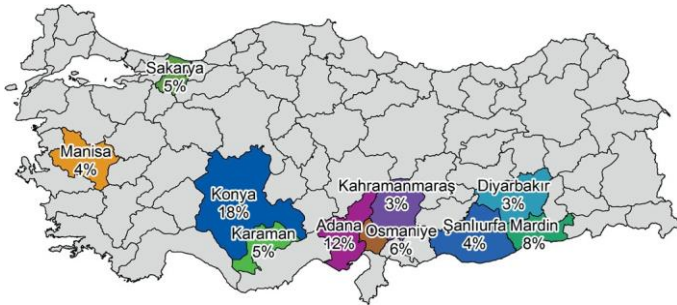 Sakarya
5%
Manisa
4%
Konya
18%
Karaman
5%
Adana
12%
Kahramanmaraş
3%
Osmaniye
6%
Diyarbakır
3%
Şanlıurfa
4%
Mardin
8%